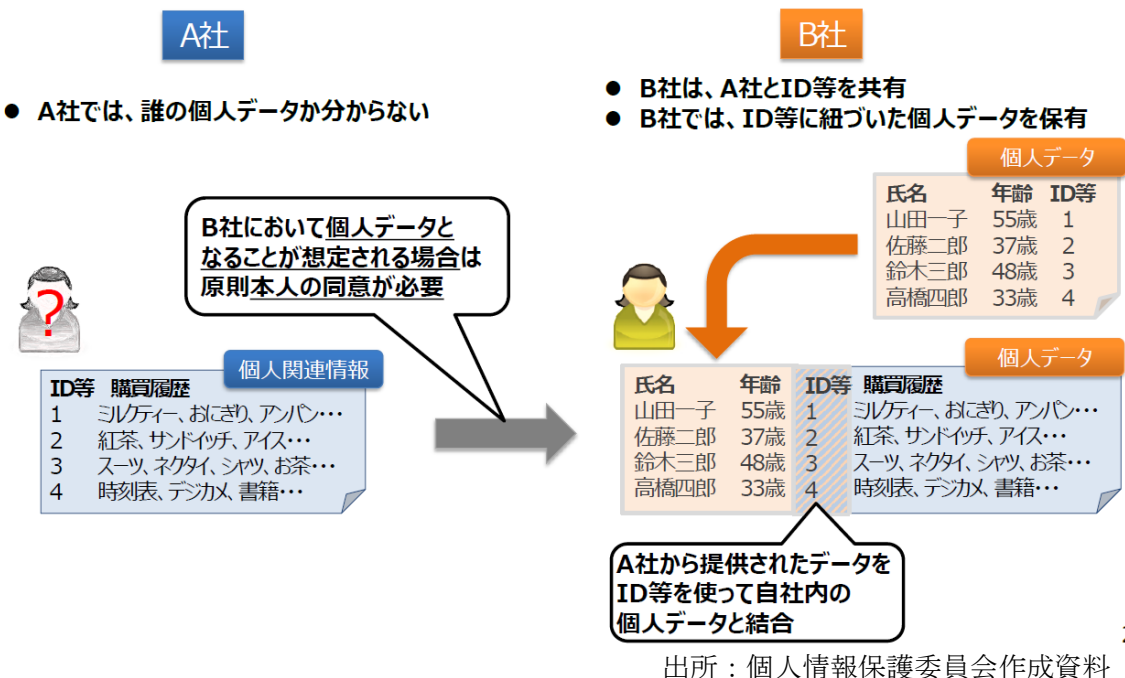 A社
● A社では、誰の個人データか分からない
B社において個人データと
なることが想定される場合は
原則本人の同意が必要
?
個人関連情報
ID等 購買履歴
1 ミルクティー、おにぎり、アンパン・・・
2 紅茶、サンドイッチ、アイス・・・
3 スーツ、ネクタイ、シャツ、お茶・・・
4 時刻表、デジカメ、書籍・・・
B社
● B社は、A社とID等を共有
● B社では、ID等に紐づいた個人データを保有
個人データ
氏名 年齢 ID等
山田一子 55歳 1
佐藤二郎 37歳 2
鈴木三郎 48歳 3
高橋四郎 33歳 4
個人データ
氏名 年齢 ID等 購買履歴
山田一子 55歳 1 ミルクティー、おにぎり、アンパン・・・
佐藤二郎 37歳 2 紅茶、サンドイッチ、アイス・・・
鈴木三郎 48歳 3 スーツ、ネクタイ、シャツ、お茶・・・
高橋四郎 33歳 4 時刻表、デジカメ、書籍・・・
A社から提供されたデータを
ID等を使って自社内の
個人データと結合
出所：個人情報保護委員会作成資料